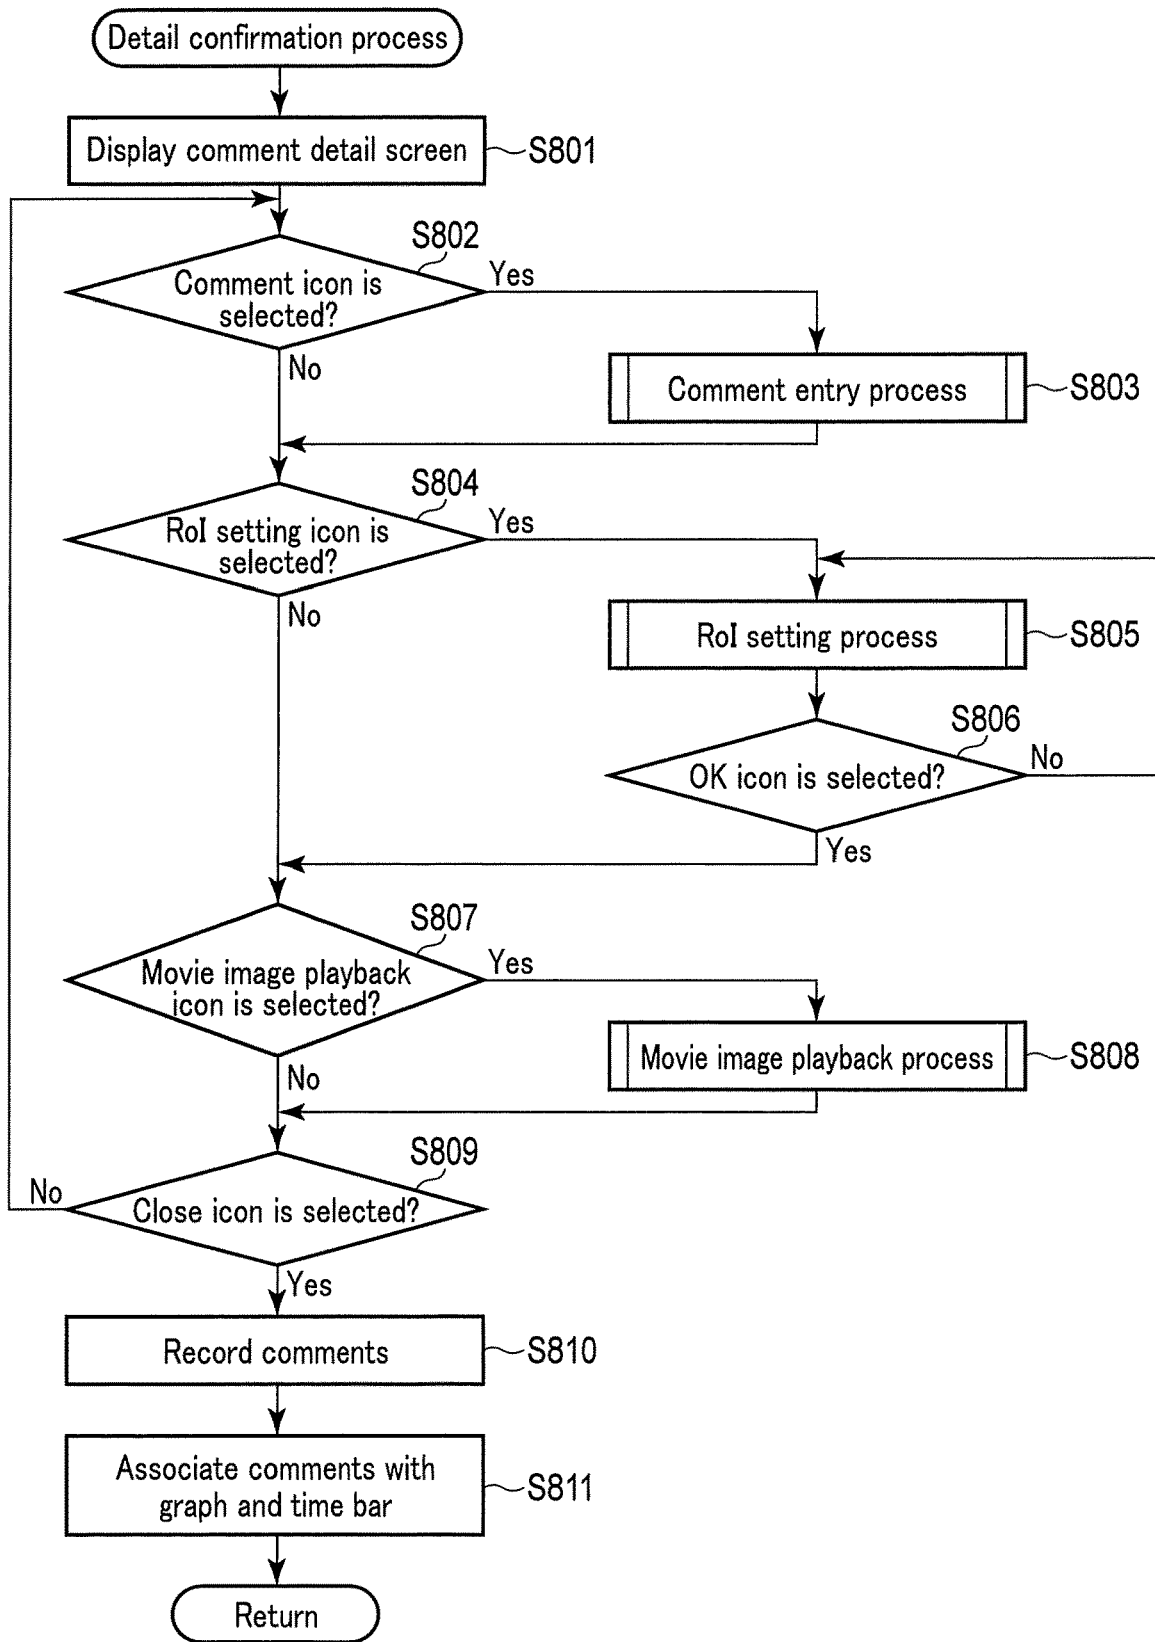 Detail confirmation process
Display comment detail screen
S801
S802
Comment icon is
selected?
Yes
No
Comment entry process
S803
S804
RoI setting icon is
selected?
Yes
No
RoI setting process
S805
S806
OK icon is selected?
No
Yes
S807
Movie image playback
icon is selected?
Yes
No
Movie image playback process
S808
S809
Close icon is selected?
No
Yes
Record comments
S810
Associate comments with
graph and time bar
S811
Return